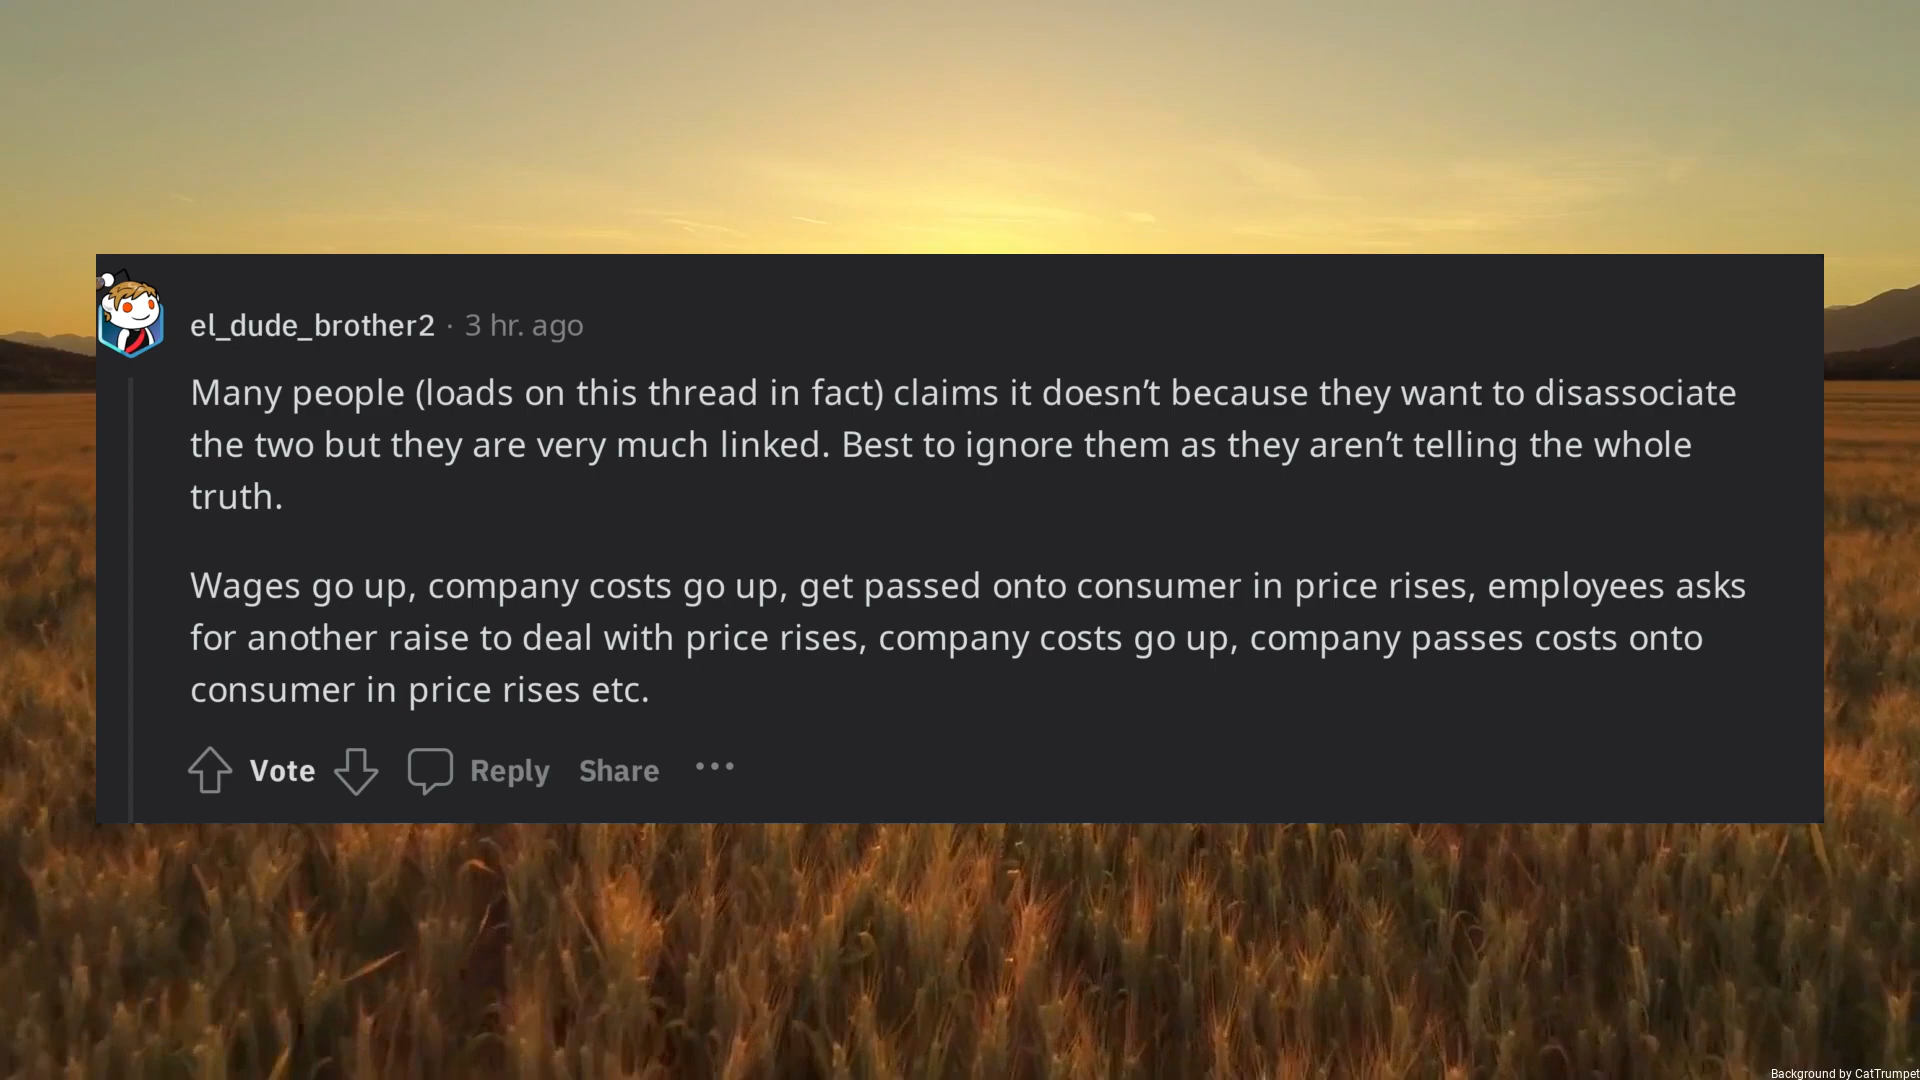 el_dude_brother2 · 3 hr. ago
Many people (loads on this thread in fact) claims it doesn’t because they want to disassociate
the two but they are very much linked. Best to ignore them as they aren’t telling the whole
truth.
Wages go up, company costs go up, get passed onto consumer in price rises, employees asks
for another raise to deal with price rises, company costs go up, company passes costs onto
consumer in price rises etc.
Vote Reply Share ···
Background by CatTrumpet